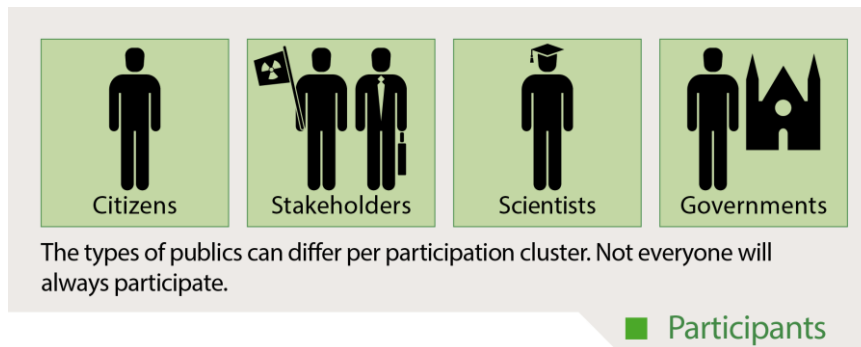 Citizens
Stakeholders
Scientists
Governments
The types of publics can differ per participation cluster. Not everyone will
always participate.
Participants